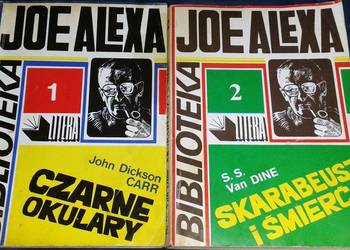 JOE ALEXA
BIBLIOTEKA
1
LITERA
John Dickson
CARR
CZARNE
OKULARY
JOE ALEXA
BIBLIOTEKA
2
LITERA
S.S.
Van DINE
SKARABEUSZ
i ŚMIERĆ